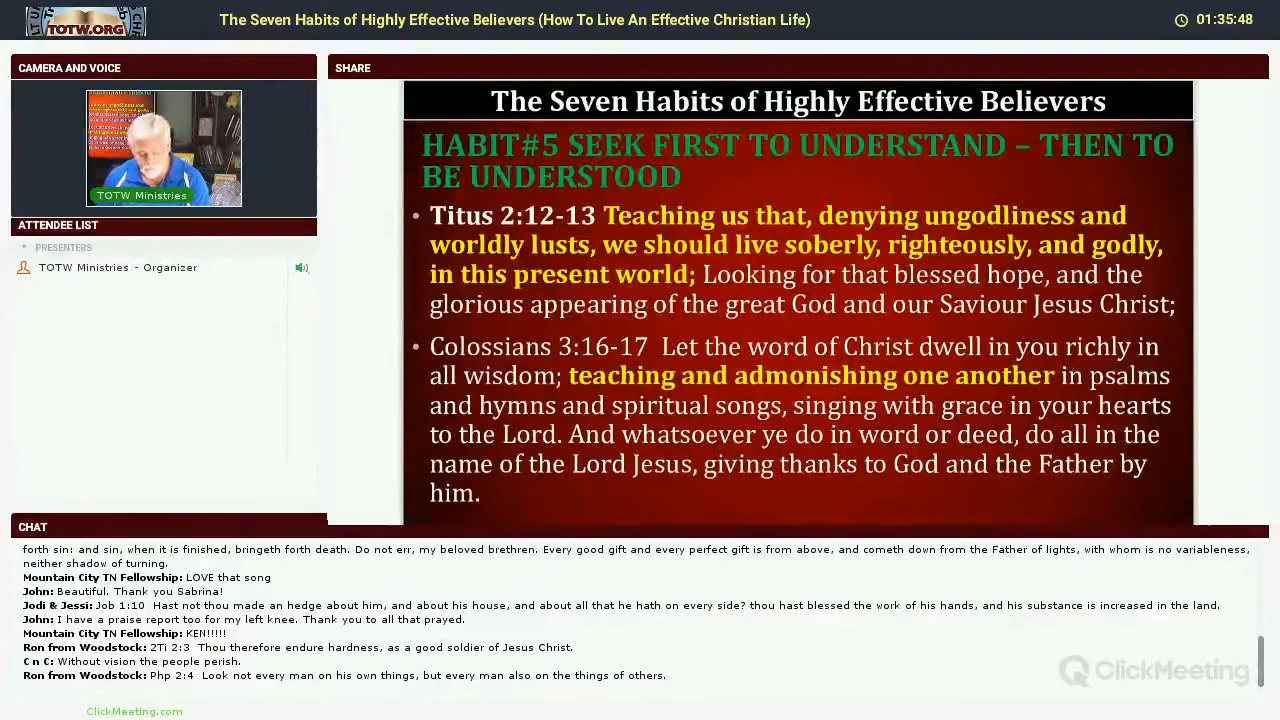 TOTW.ORG
The Seven Habits of Highly Effective Believers (How To Live An Effective Christian Life)
01:35:48
CAMERA AND VOICE
TOTW Ministries
ATTENDEE LIST
PRESENTERS
TOTW Ministries - Organizer
SHARE
The Seven Habits of Highly Effective Believers
HABIT#5 SEEK FIRST TO UNDERSTAND – THEN TO
BE UNDERSTOOD
• Titus 2:12-13 Teaching us that, denying ungodliness and
worldly lusts, we should live soberly, righteously, and godly,
in this present world; Looking for that blessed hope, and the
glorious appearing of the great God and our Saviour Jesus Christ;
• Colossians 3:16-17 Let the word of Christ dwell in you richly in
all wisdom; teaching and admonishing one another in psalms
and hymns and spiritual songs, singing with grace in your hearts
to the Lord. And whatsoever ye do in word or deed, do all in the
name of the Lord Jesus, giving thanks to God and the Father by
him.
CHAT
forth sin: and sin, when it is finished, bringeth forth death. Do not err, my beloved brethren. Every good gift and every perfect gift is from above, and cometh down from the Father of lights, with whom is no variableness,
neither shadow of turning.
Mountain City TN Fellowship: LOVE that song
John: Beautiful. Thank you Sabrina!
Jodi & Jessi: Job 1:10 Hast not thou made an hedge about him, and about his house, and about all that he hath on every side? thou hast blessed the work of his hands, and his substance is increased in the land.
John: I have a praise report too for my left knee. Thank you to all that prayed.
Mountain City TN Fellowship: KEN!!!!!
Ron from Woodstock: 2Ti 2:3 Thou therefore endure hardness, as a good soldier of Jesus Christ.
C n C: Without vision the people perish.
Ron from Woodstock: Php 2:4 Look not every man on his own things, but every man also on the things of others.
ClickMeeting
ClickMeeting.com